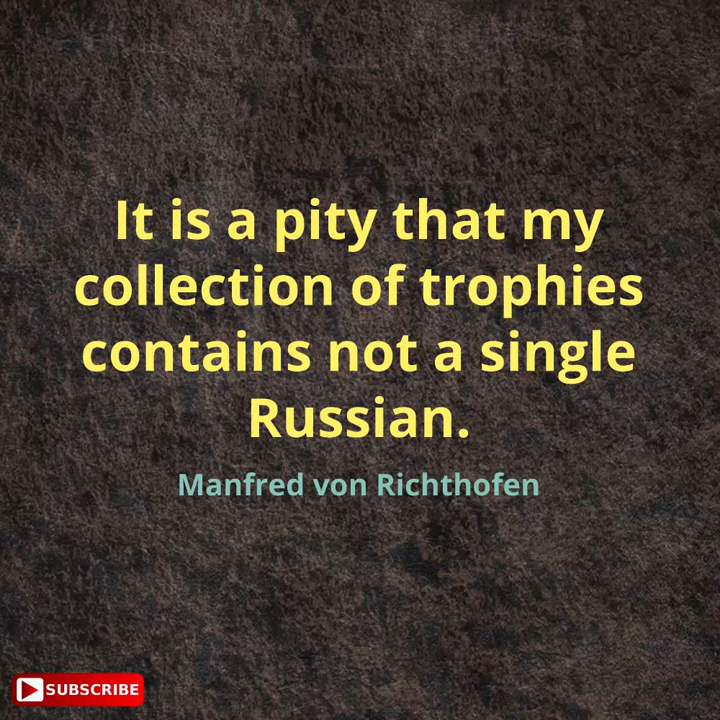 It is a pity that my
collection of trophies
contains not a single
Russian.
Manfred von Richthofen
SUBSCRIBE